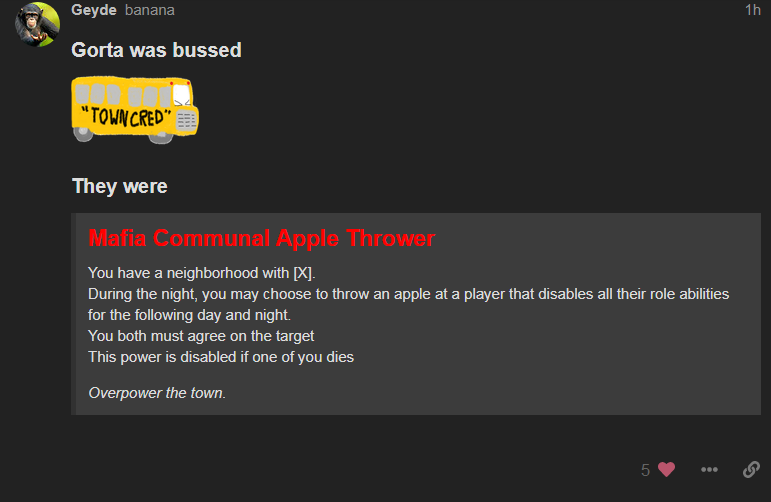 Geyde banana 1h
Gorta was bussed
"TOWN CRED"
They were
Mafia Communal Apple Thrower
You have a neighborhood with [X].
During the night, you may choose to throw an apple at a player that disables all their role abilities
for the following day and night.
You both must agree on the target
This power is disabled if one of you dies
Overpower the town.
5